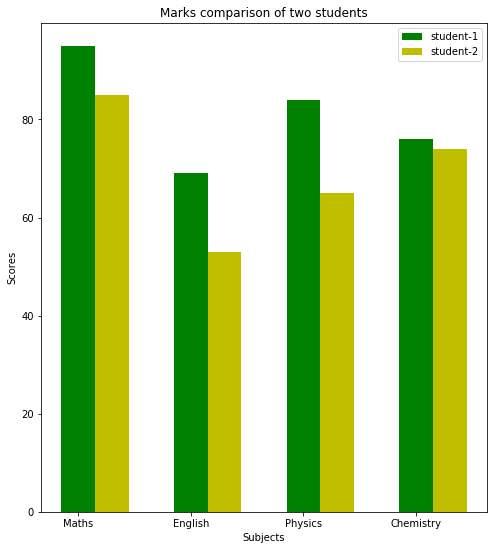 Marks comparison of two students
student-1
student-2
80
60
40
20
0
Scores
Maths English Physics Chemistry
Subjects